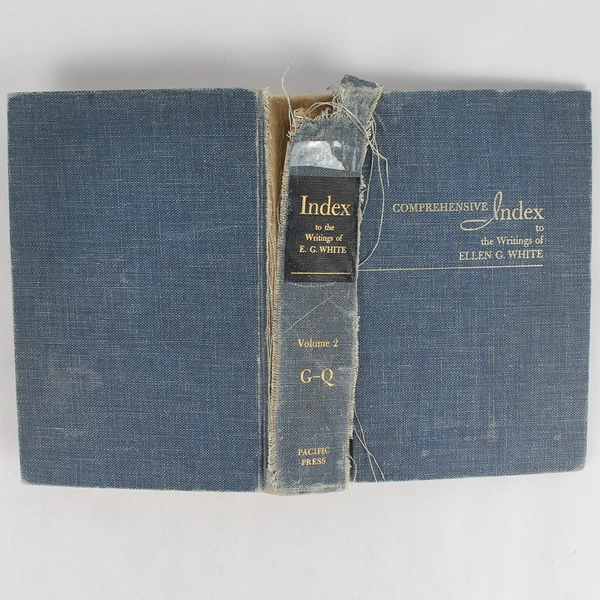 Index
to the
Writings of
E. G. WHITE
Volume 2
G–Q
PACIFIC
PRESS
COMPREHENSIVE Index
to
the Writings of
ELLEN G. WHITE